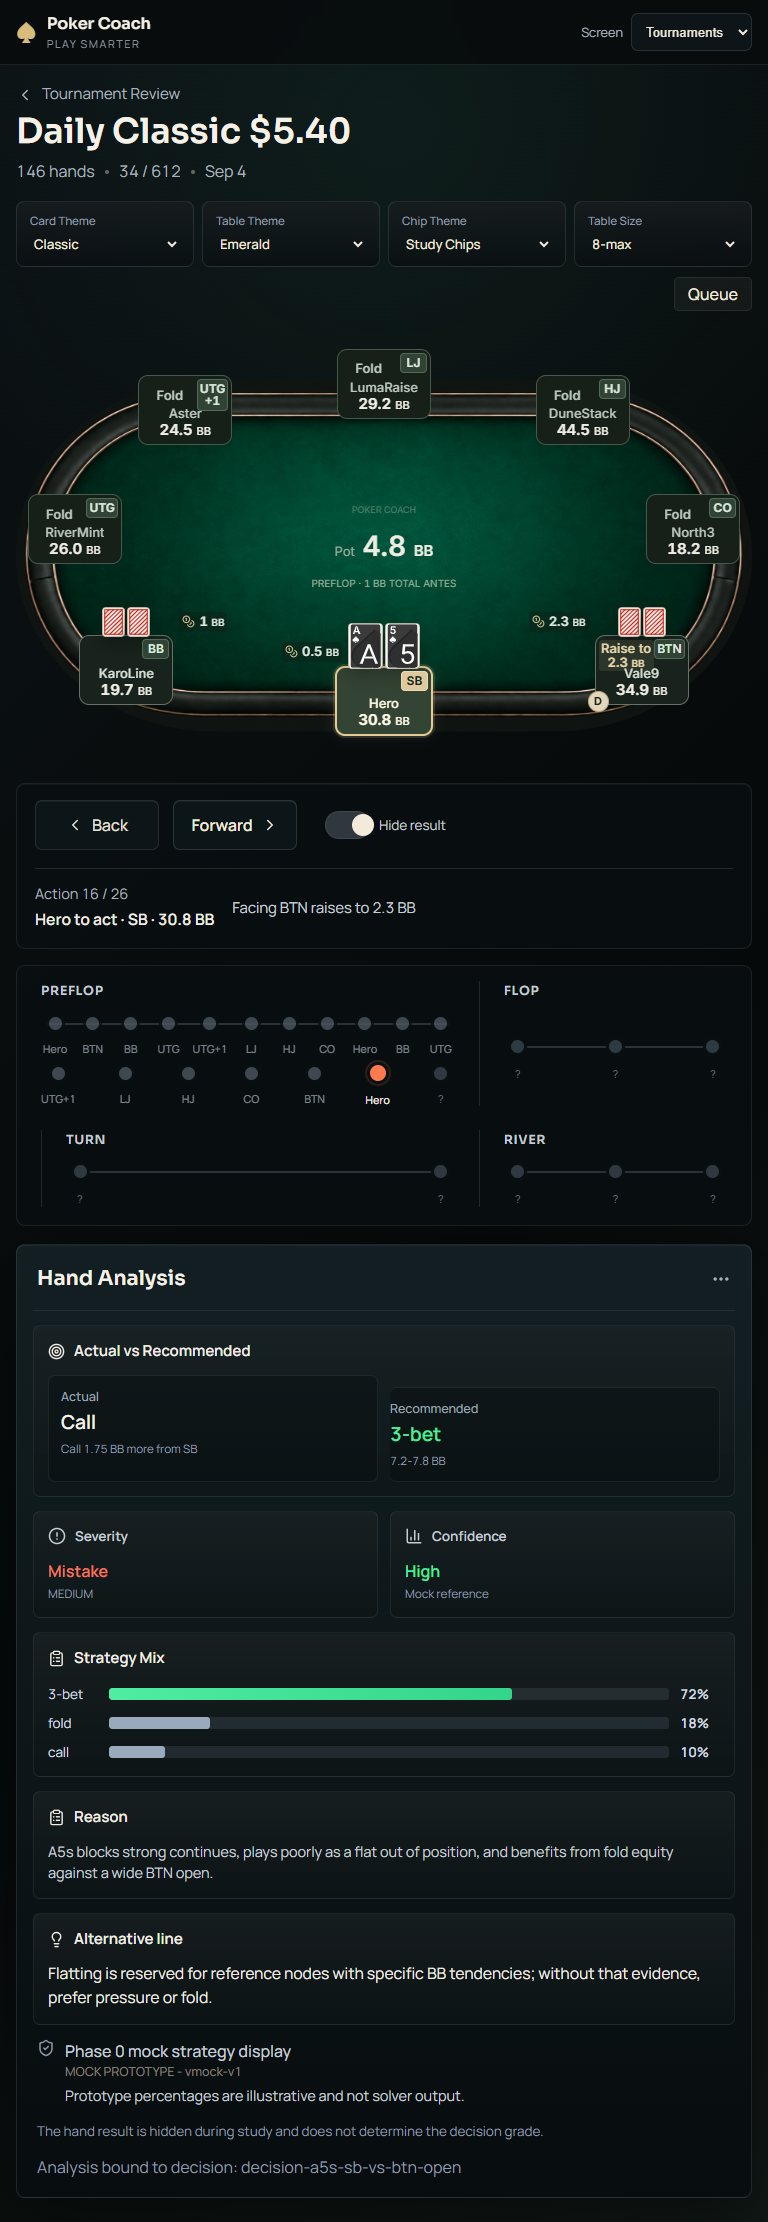 Poker Coach
PLAY SMARTER
Screen
Tournaments
Tournament Review
Daily Classic $5.40
146 hands • 34 / 612 • Sep 4
Card Theme
Classic
Table Theme
Emerald
Chip Theme
Study Chips
Table Size
8-max
Queue
Fold
LJ
LumaRaise
29.2 BB
Fold
UTG
+1
Aster
24.5 BB
Fold
HJ
DuneStack
44.5 BB
Fold
UTG
RiverMint
26.0 BB
Fold
CO
North3
18.2 BB
POKER COACH
Pot 4.8 BB
PREFLOP · 1 BB TOTAL ANTES
1 BB
2.3 BB
0.5 BB
A
A
5
5
BB
KaroLine
19.7 BB
SB
Hero
30.8 BB
Raise to
2.3 BB
BTN
Vale9
34.9 BB
D
Back
Forward
Hide result
Action 16 / 26
Hero to act · SB · 30.8 BB
Facing BTN raises to 2.3 BB
PREFLOP
Hero BTN BB UTG UTG+1 LJ HJ CO Hero BB UTG
UTG+1 LJ HJ CO BTN Hero ?
FLOP
? ? ?
TURN
? ?
RIVER
? ? ?
Hand Analysis
Actual vs Recommended
Actual
Call
Call 1.75 BB more from SB
Recommended
3-bet
7.2-7.8 BB
Severity
Mistake
MEDIUM
Confidence
High
Mock reference
Strategy Mix
3-bet 72%
fold 18%
call 10%
Reason
A5s blocks strong continues, plays poorly as a flat out of position, and benefits from fold equity
against a wide BTN open.
Alternative line
Flatting is reserved for reference nodes with specific BB tendencies; without that evidence,
prefer pressure or fold.
Phase 0 mock strategy display
MOCK PROTOTYPE - vmock-v1
Prototype percentages are illustrative and not solver output.
The hand result is hidden during study and does not determine the decision grade.
Analysis bound to decision: decision-a5s-sb-vs-btn-open